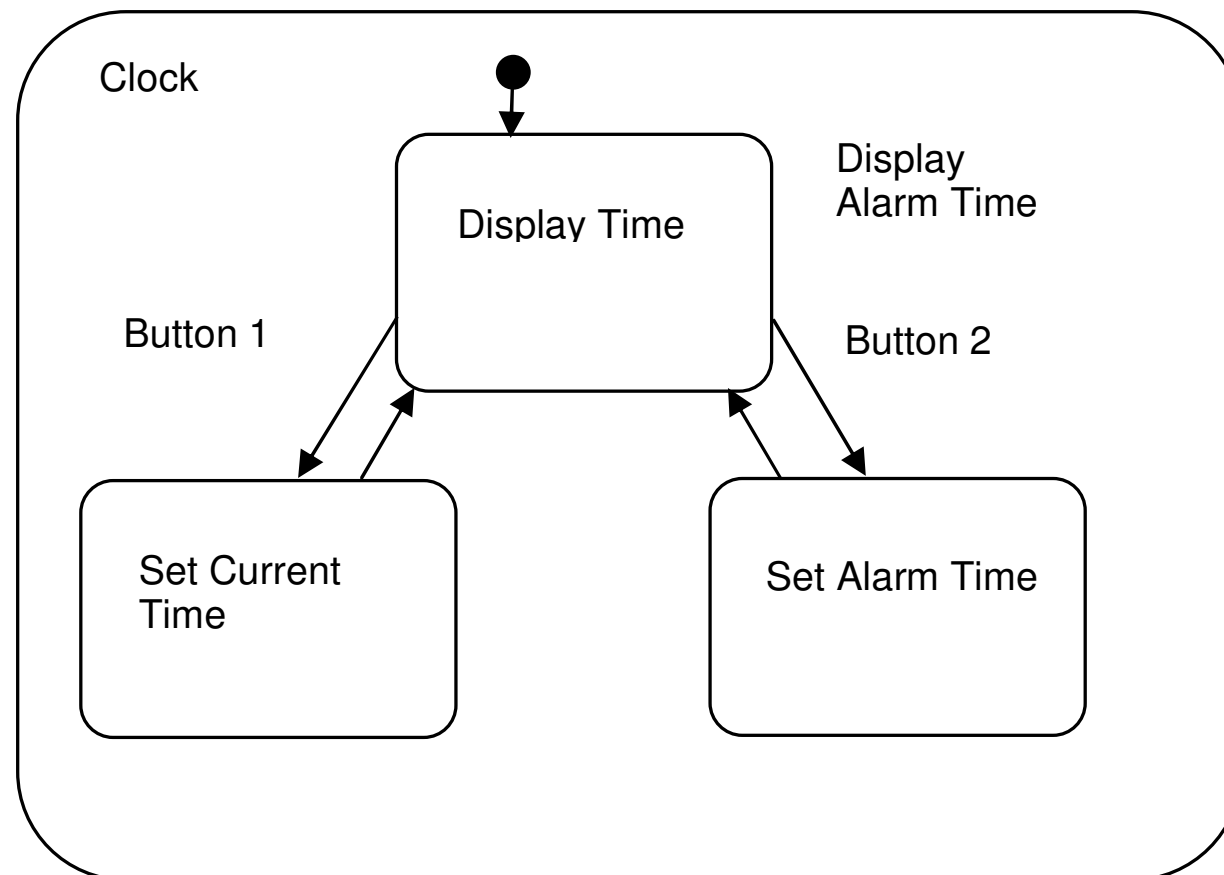 Clock
Display
Alarm Time
Display Time
Button 1
Button 2
Set Current
Time
Set Alarm Time